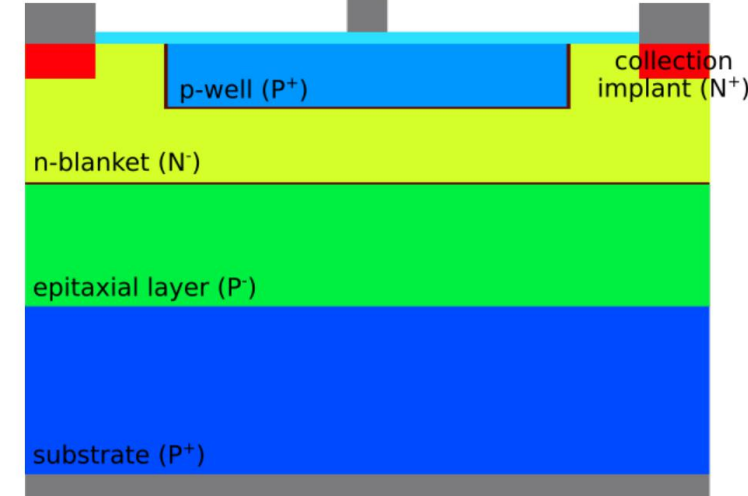 collection
implant (N⁺)
p-well (P⁺)
n-blanket (N⁻)
epitaxial layer (P⁻)
substrate (P⁺)